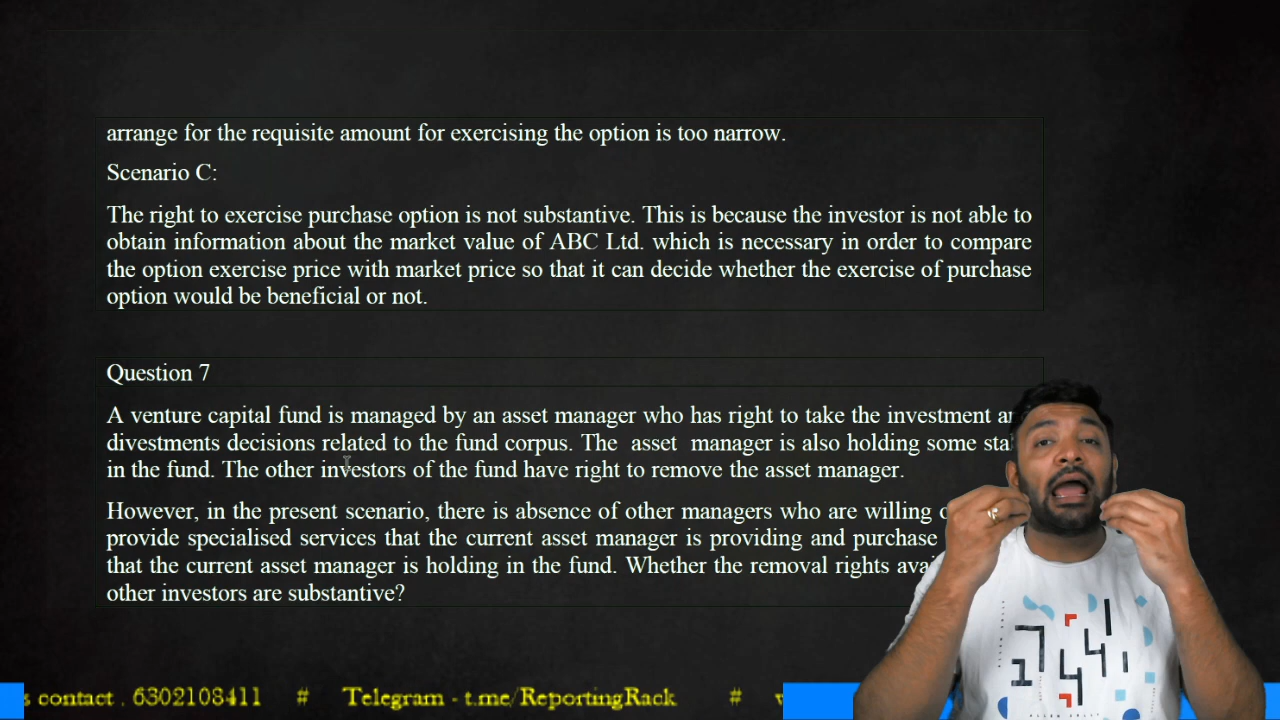 arrange for the requisite amount for exercising the option is too narrow.
Scenario C:
The right to exercise purchase option is not substantive. This is because the investor is not able to
obtain information about the market value of ABC Ltd. which is necessary in order to compare
the option exercise price with market price so that it can decide whether the exercise of purchase
option would be beneficial or not.
Question 7
A venture capital fund is managed by an asset manager who has right to take the investment
divestments decisions related to the fund corpus. The asset manager is also holding some
in the fund. The other investors of the fund have right to remove the asset manager.
However, in the present scenario, there is absence of other managers who are willing
provide specialised services that the current asset manager is providing and purchase
that the current asset manager is holding in the fund. Whether the removal rights
other investors are substantive?
contact . 6302108411 # Telegram - t.me/ReportingRack #